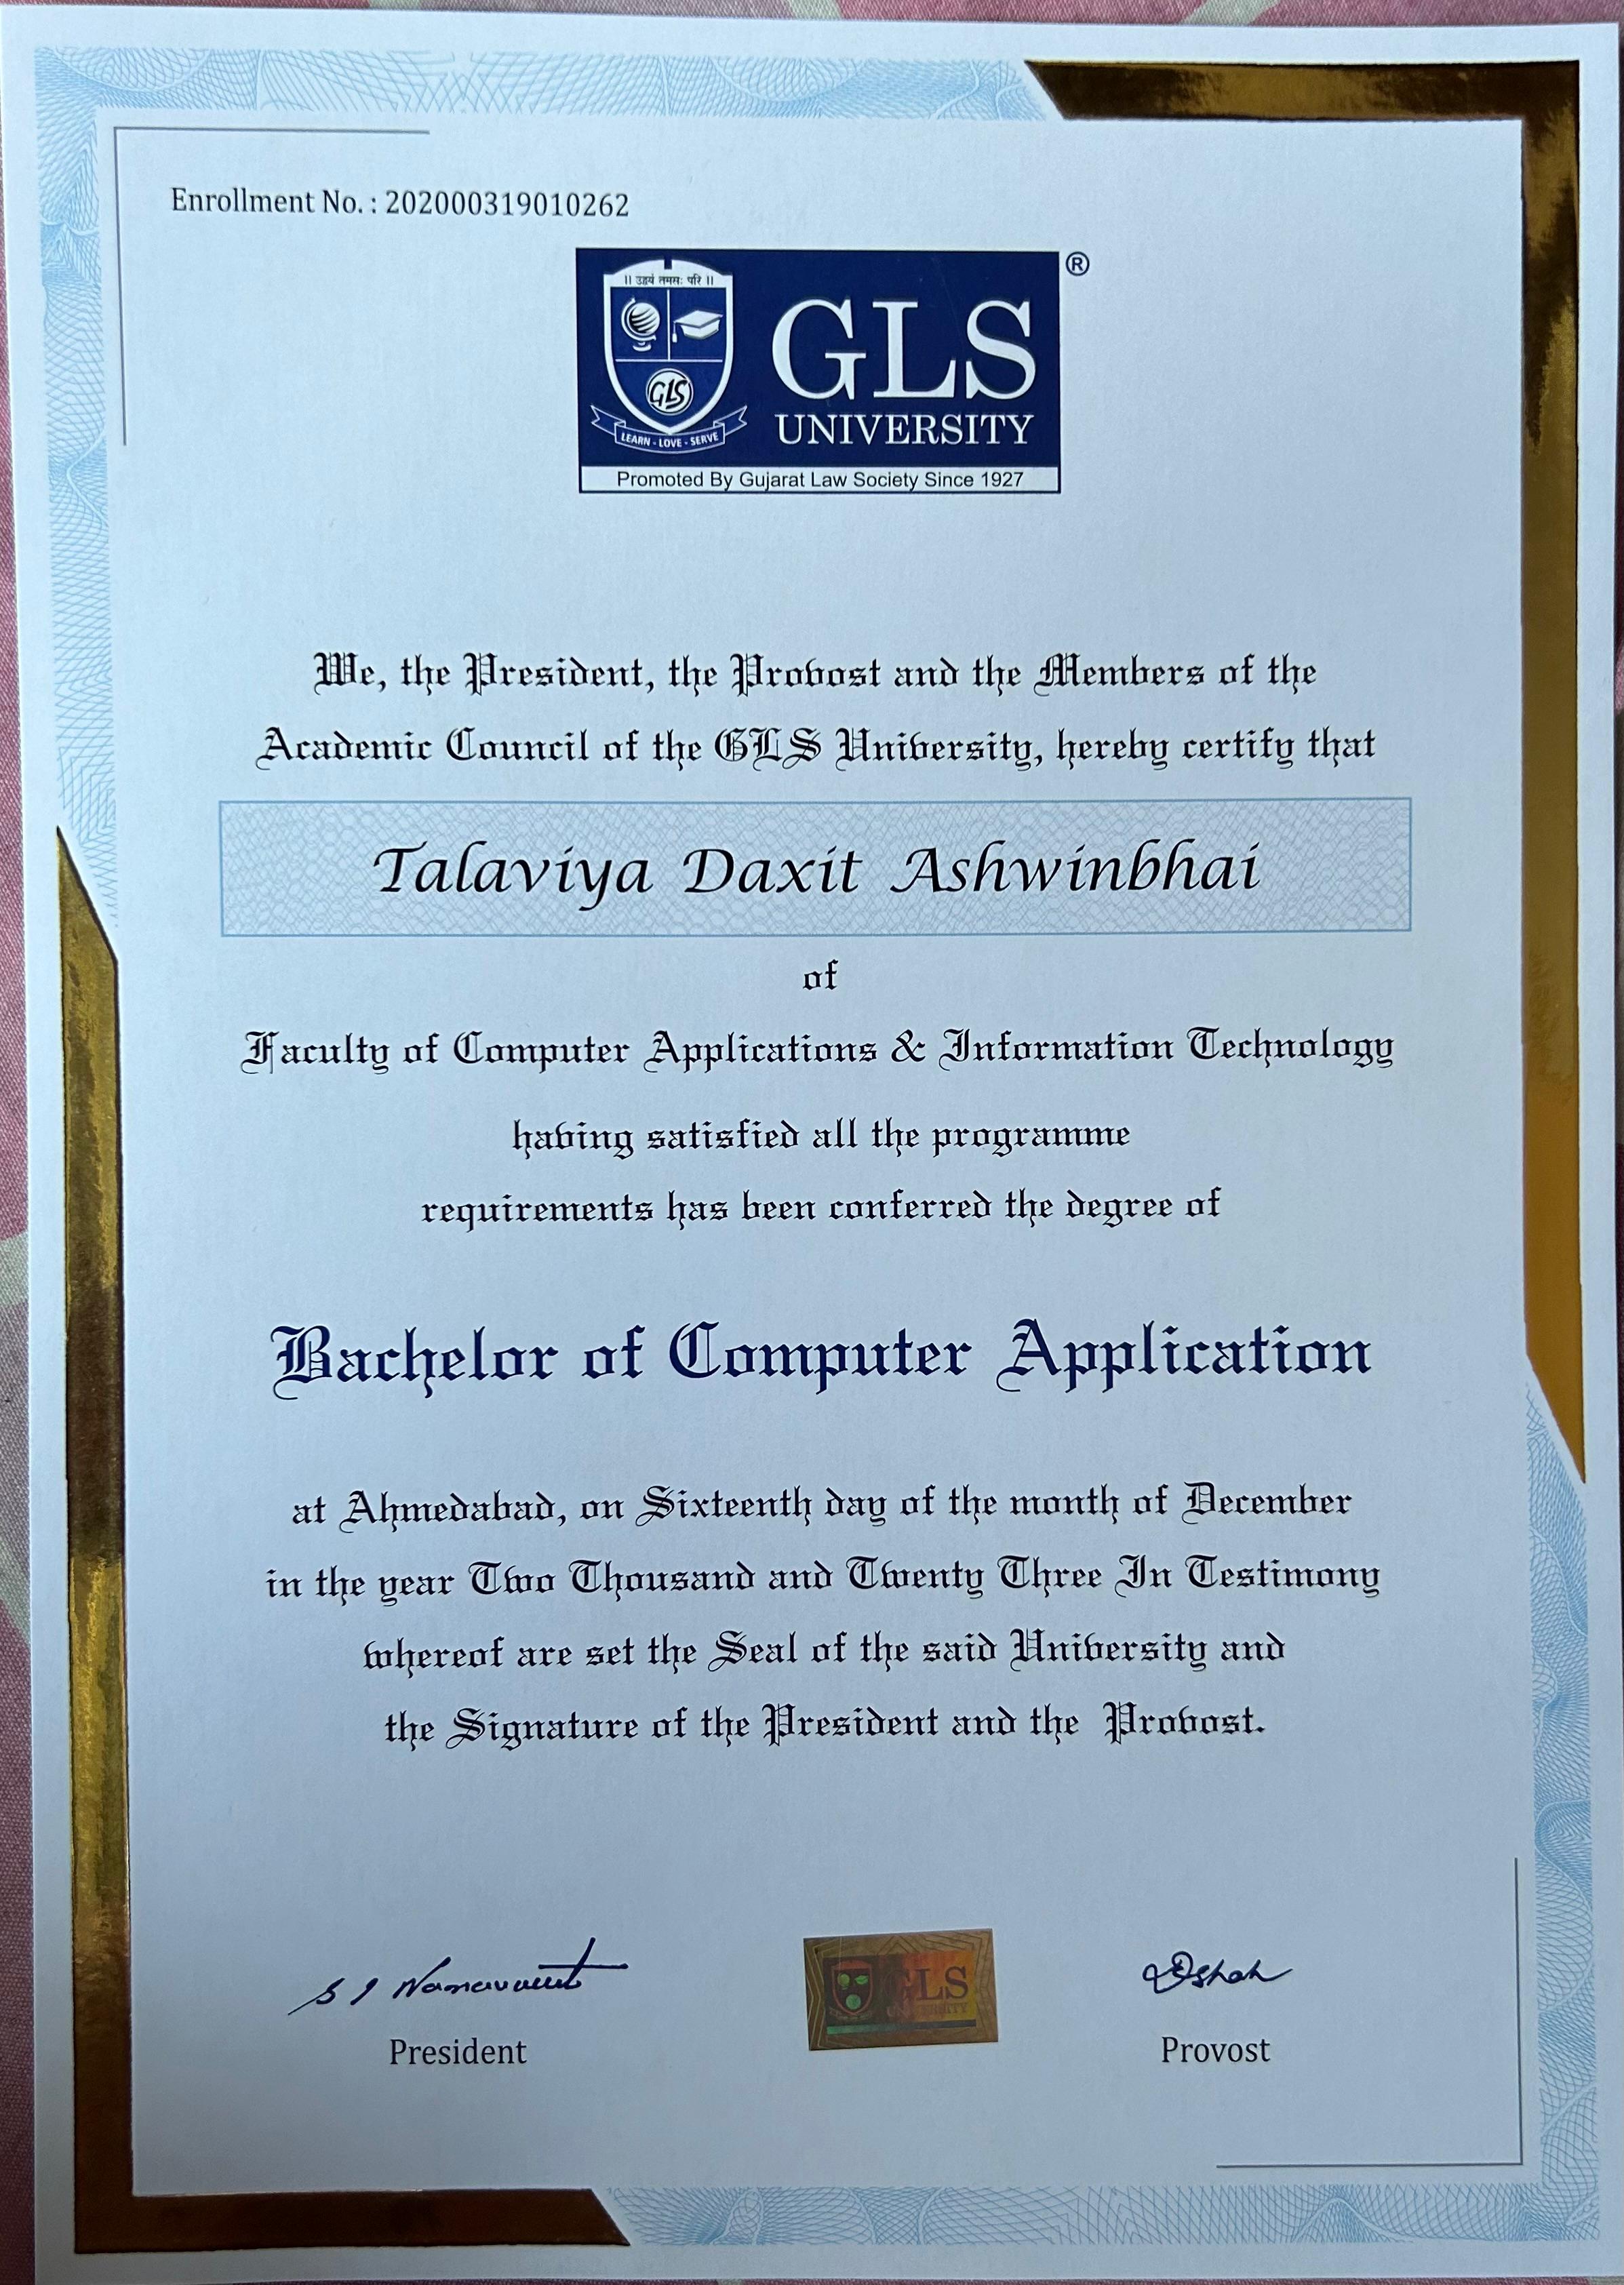 Enrollment No. : 202000319010262
®
।। उद्वयं तमसः परि ।।
GLS
LEARN - LOVE - SERVE
GLS
UNIVERSITY
Promoted By Gujarat Law Society Since 1927
We, the President, the Provost and the Members of the
Academic Council of the GLS University, hereby certify that
Talaviya Daxit Ashwinbhai
of
Faculty of Computer Applications & Information Technology
having satisfied all the programme
requirements has been conferred the degree of
Bachelor of Computer Application
at Ahmedabad, on Sixteenth day of the month of December
in the year Two Thousand and Twenty Three In Testimony
whereof are set the Seal of the said University and
the Signature of the President and the Provost.
GLS
President
Provost